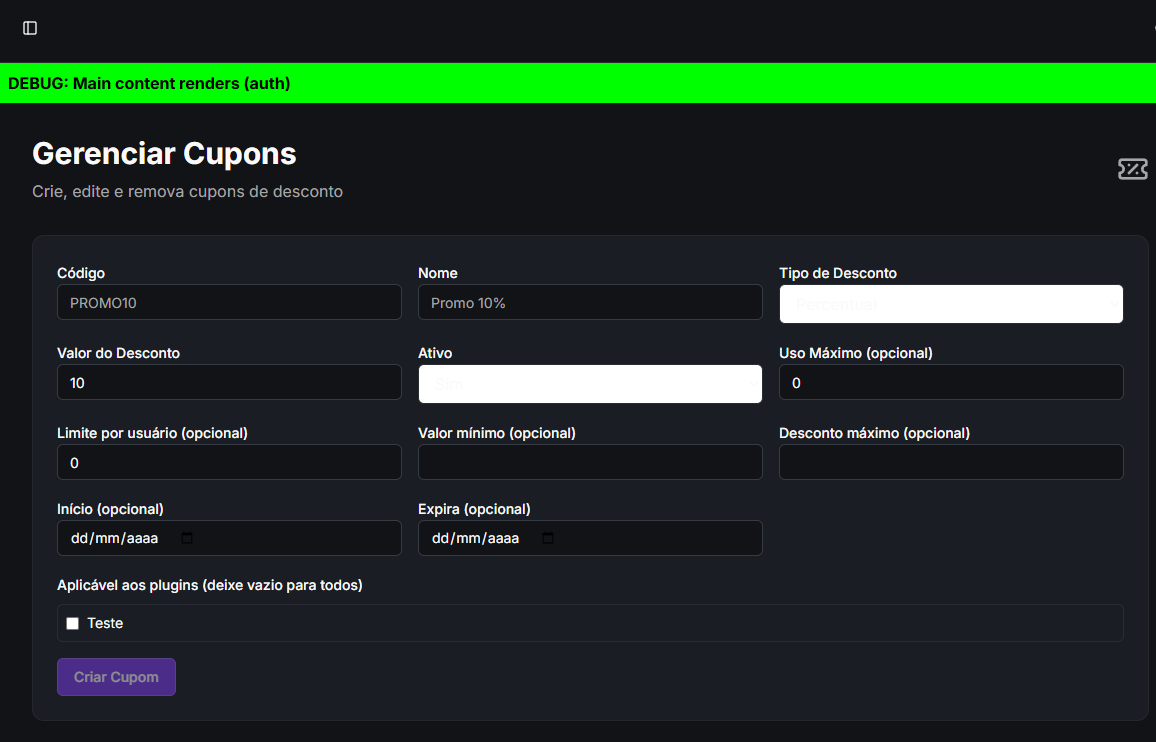 DEBUG: Main content renders (auth)
Gerenciar Cupons
Crie, edite e remova cupons de desconto
Código
Nome
Tipo de Desconto
PROMO10
Promo 10%
Percentual
Valor do Desconto
Ativo
Uso Máximo (opcional)
10
Sim
0
Limite por usuário (opcional)
Valor mínimo (opcional)
Desconto máximo (opcional)
0
Início (opcional)
Expira (opcional)
dd/mm/aaaa
dd/mm/aaaa
Aplicável aos plugins (deixe vazio para todos)
Teste
Criar Cupom